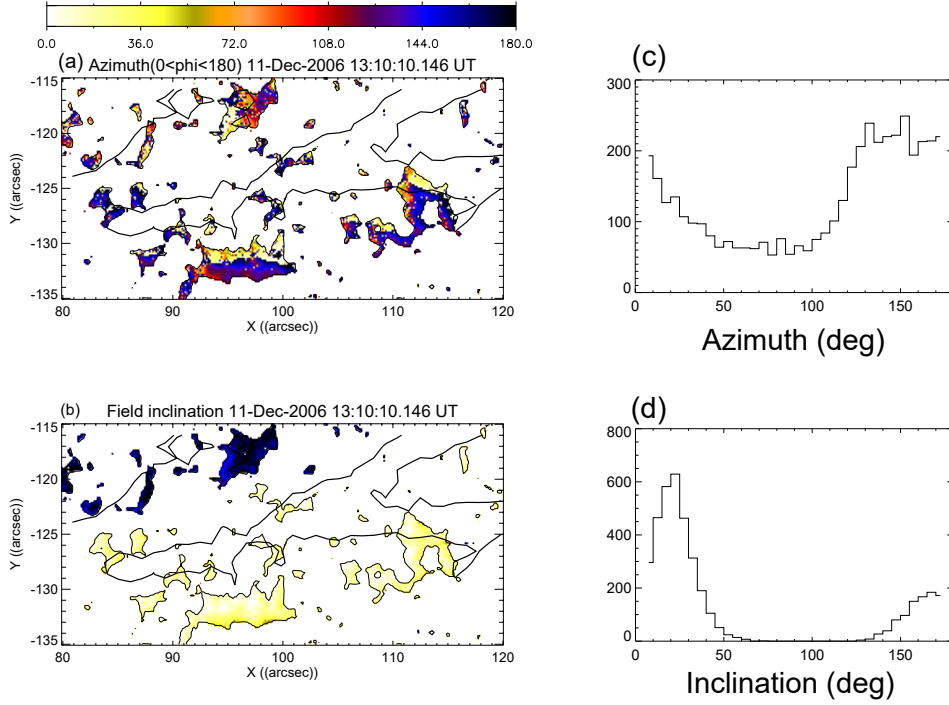 0.0 36.0 72.0 108.0 144.0 180.0
(a) Azimuth(0<phi<180) 11-Dec-2006 13:10:10.146 UT
-115
-120
-125
-130
-135
Y ((arcsec))
80 90 100 110 120
X ((arcsec))
(c)
300
200
100
0
0 50 100 150
Azimuth (deg)
(b) Field inclination 11-Dec-2006 13:10:10.146 UT
-115
-120
-125
-130
-135
Y ((arcsec))
80 90 100 110 120
X ((arcsec))
(d)
800
600
400
200
0
0 50 100 150
Inclination (deg)